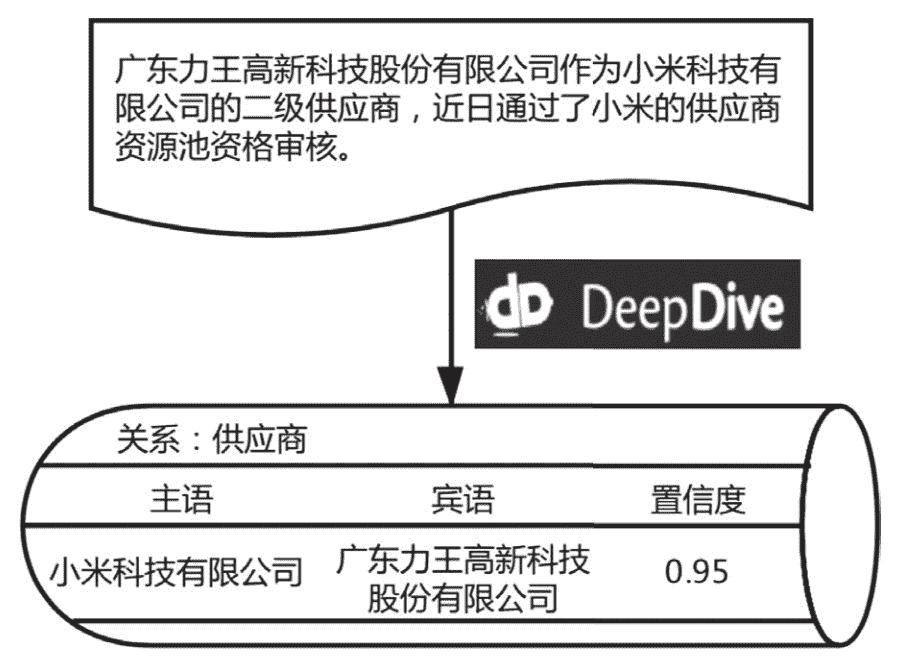 广东力王高新科技股份有限公司作为小米科技有
限公司的二级供应商，近日通过了小米的供应商
资源池资格审核。
DeepDive
关系：供应商
主语 宾语 置信度
小米科技有限公司 广东力王高新科技 0.95
股份有限公司